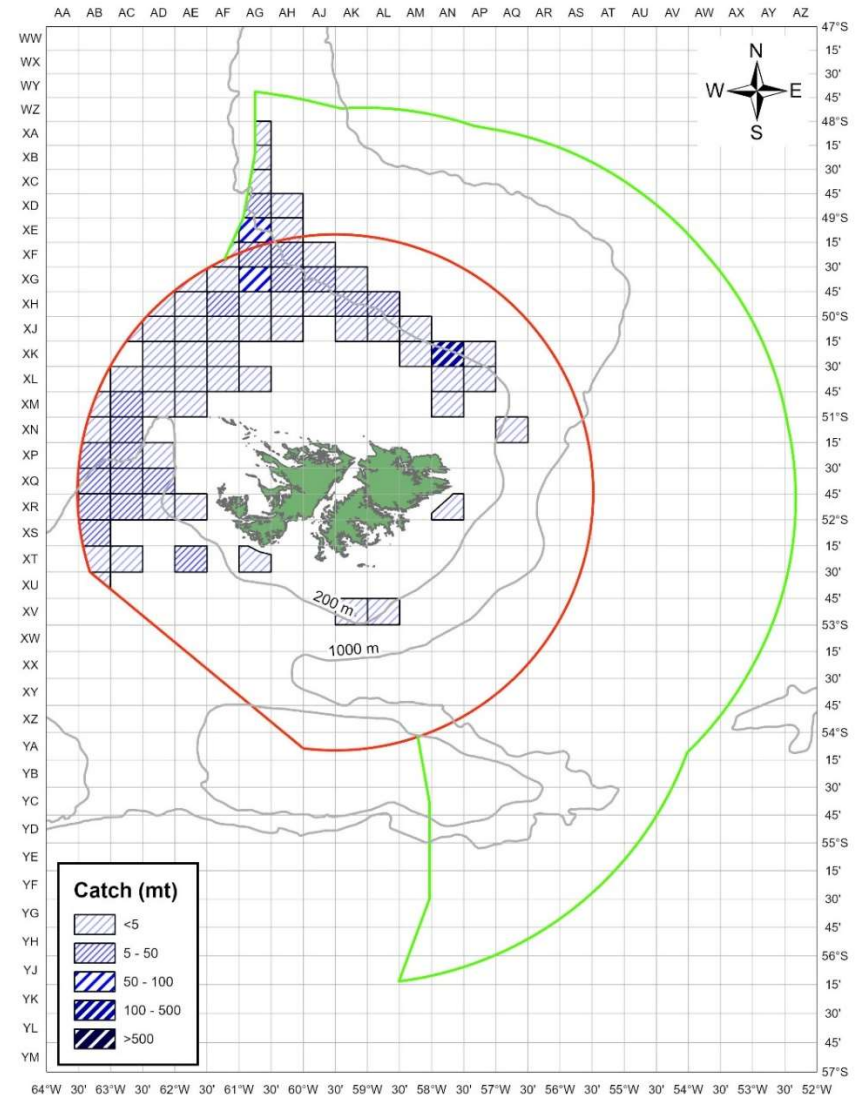 AA AB AC AD AE AF AG AH AJ AK AL AM AN AP AQ AR AS AT AU AV AW AX AY AZ
47°S
WW
15'
WX
30'
WY
45'
WZ
48°S
XA
15'
XB
30'
XC
45'
XD
49°S
XE
15'
XF
30'
XG
45'
XH
50°S
XJ
15'
XK
30'
XL
45'
XM
51°S
XN
15'
XP
30'
XQ
45'
XR
52°S
XS
15'
XT
30'
XU
45'
XV
53°S
XW
15'
XX
30'
XY
45'
XZ
54°S
YA
15'
YB
30'
YC
45'
YD
55°S
YE
15'
YF
30'
YG
45'
YH
56°S
YJ
15'
YK
30'
YL
45'
YM
57°S
N
W E
S
200 m
1000 m
Catch (mt)
<5
5 - 50
50 - 100
100 - 500
>500
64°W 30' 63°W 30' 62°W 30' 61°W 30' 60°W 30' 59°W 30' 58°W 30' 57°W 30' 56°W 30' 55°W 30' 54°W 30' 53°W 30' 52°W